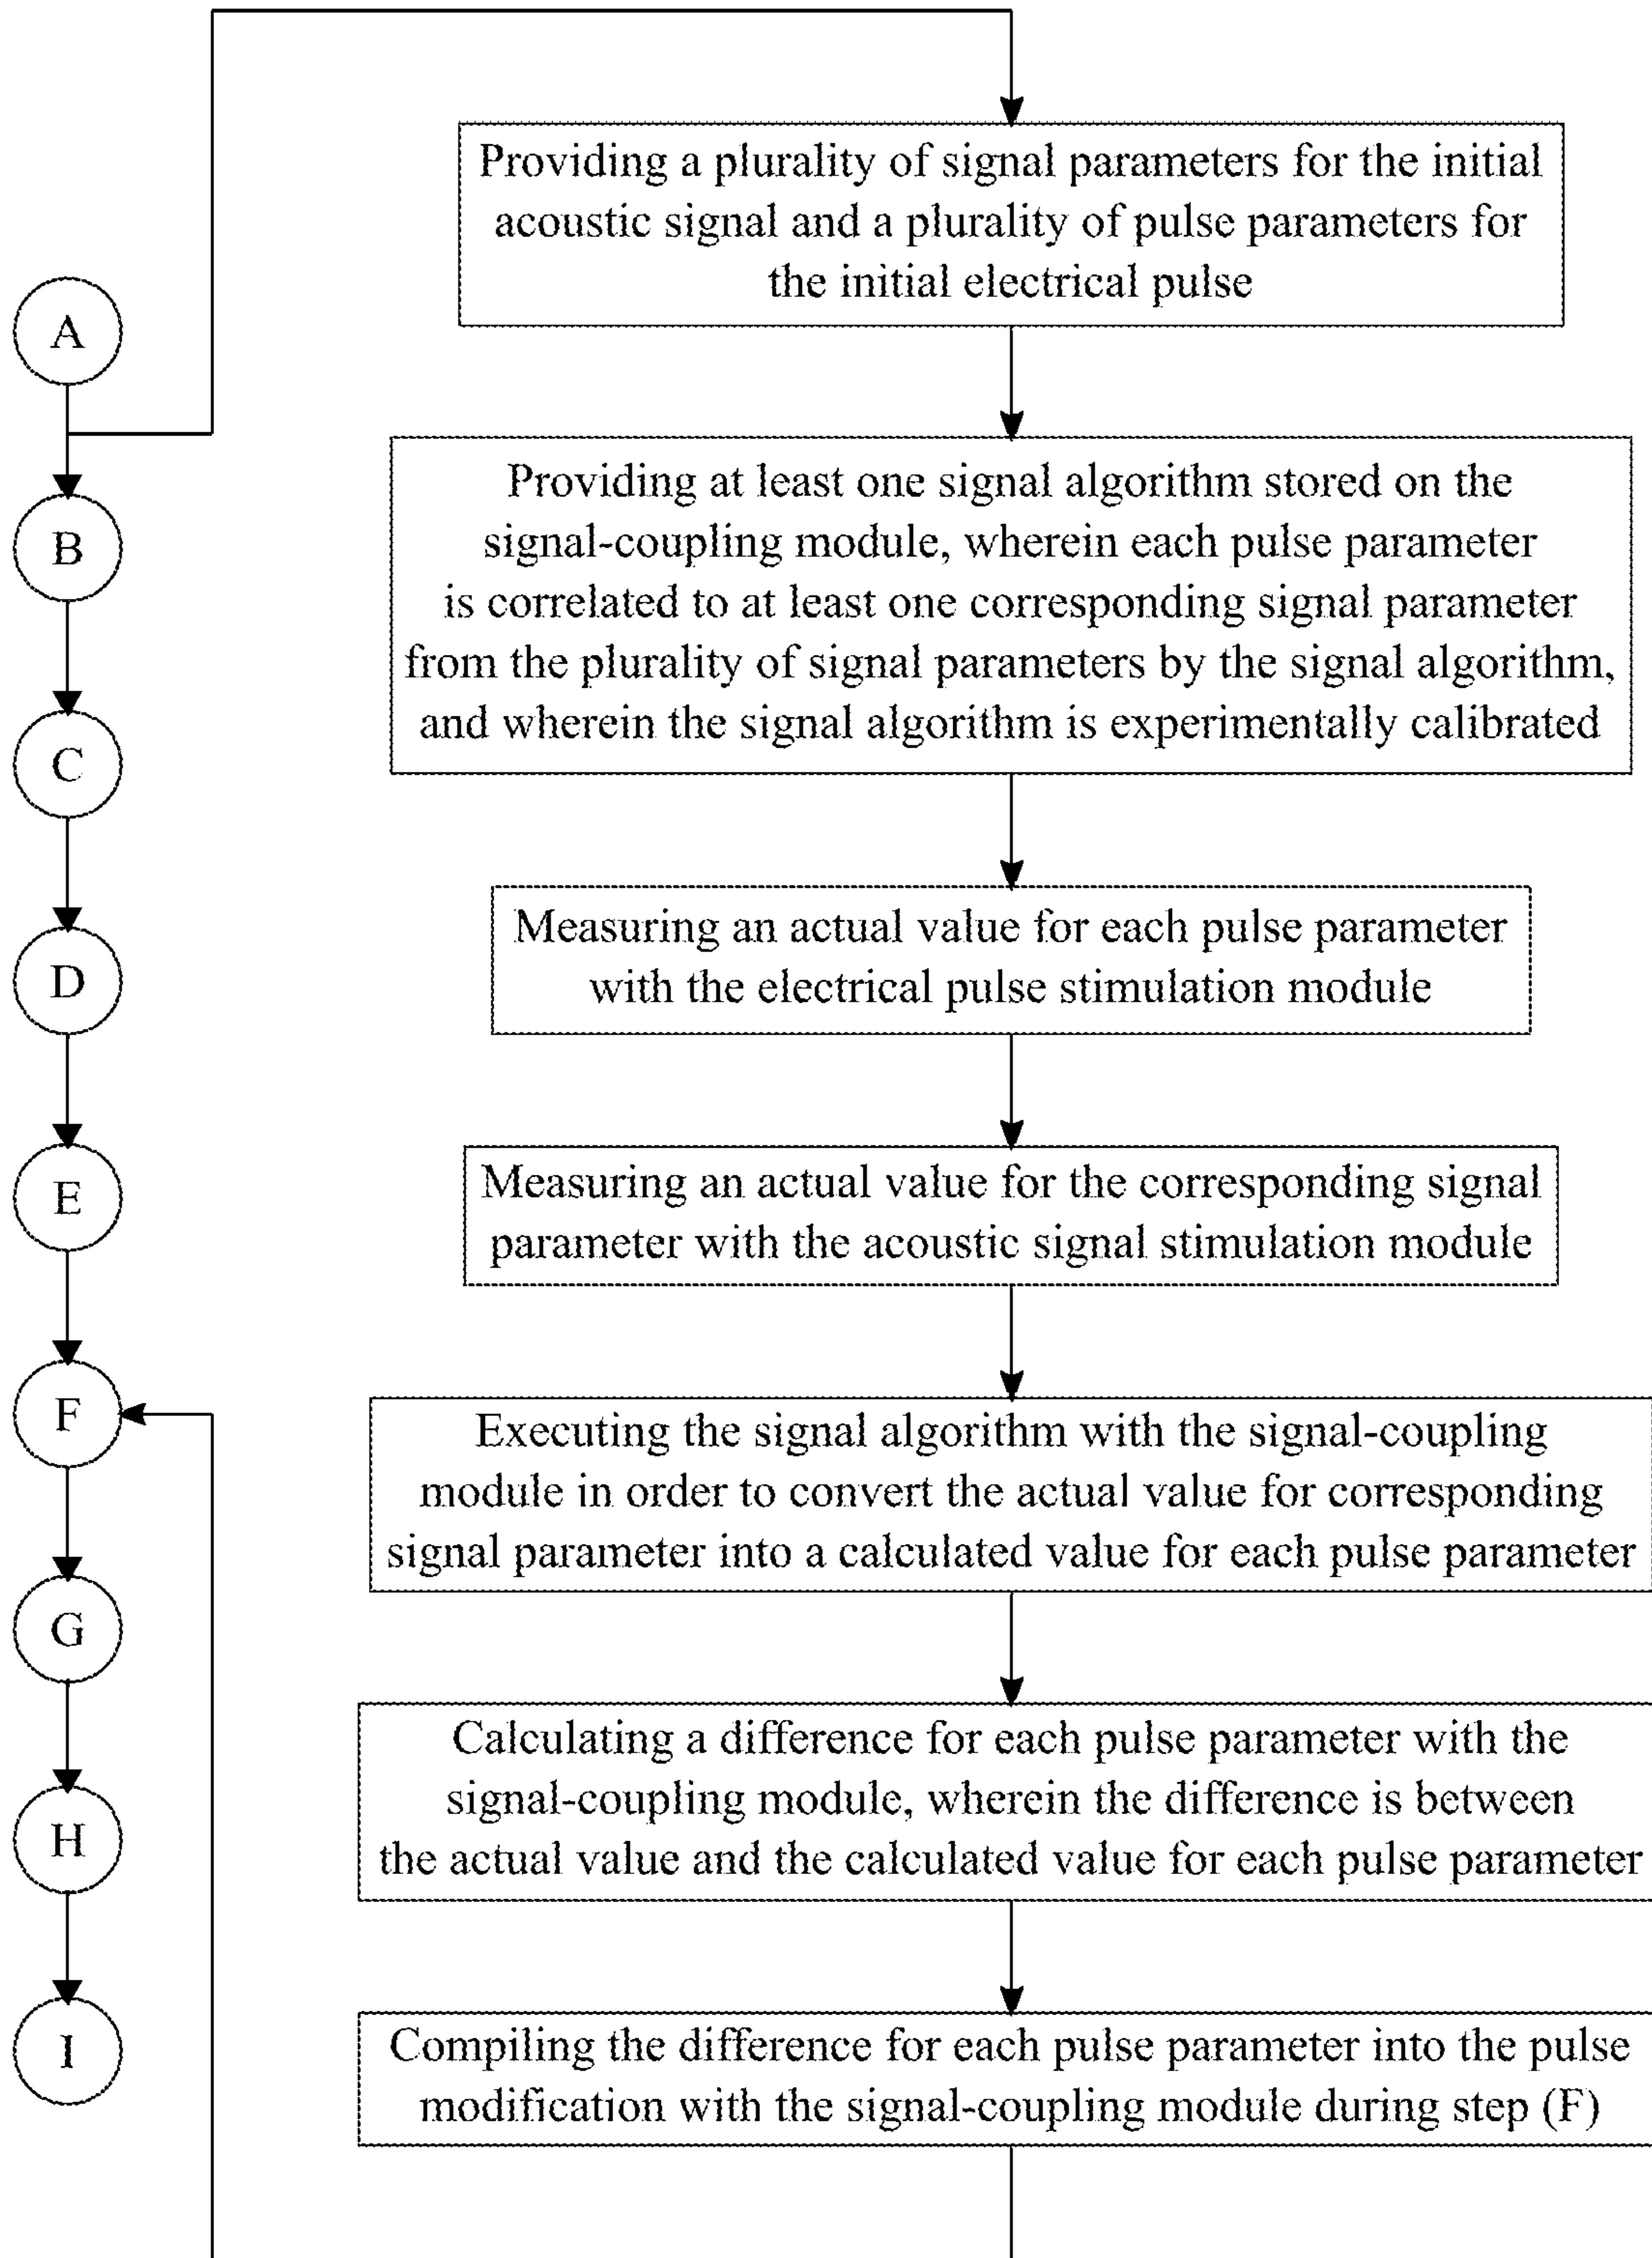 A
B
C
D
E
F
G
H
I
Providing a plurality of signal parameters for the initial
acoustic signal and a plurality of pulse parameters for
the initial electrical pulse
Providing at least one signal algorithm stored on the
signal-coupling module, wherein each pulse parameter
is correlated to at least one corresponding signal parameter
from the plurality of signal parameters by the signal algorithm,
and wherein the signal algorithm is experimentally calibrated
Measuring an actual value for each pulse parameter
with the electrical pulse stimulation module
Measuring an actual value for the corresponding signal
parameter with the acoustic signal stimulation module
Executing the signal algorithm with the signal-coupling
module in order to convert the actual value for corresponding
signal parameter into a calculated value for each pulse parameter
Calculating a difference for each pulse parameter with the
signal-coupling module, wherein the difference is between
the actual value and the calculated value for each pulse parameter
Compiling the difference for each pulse parameter into the pulse
modification with the signal-coupling module during step (F)